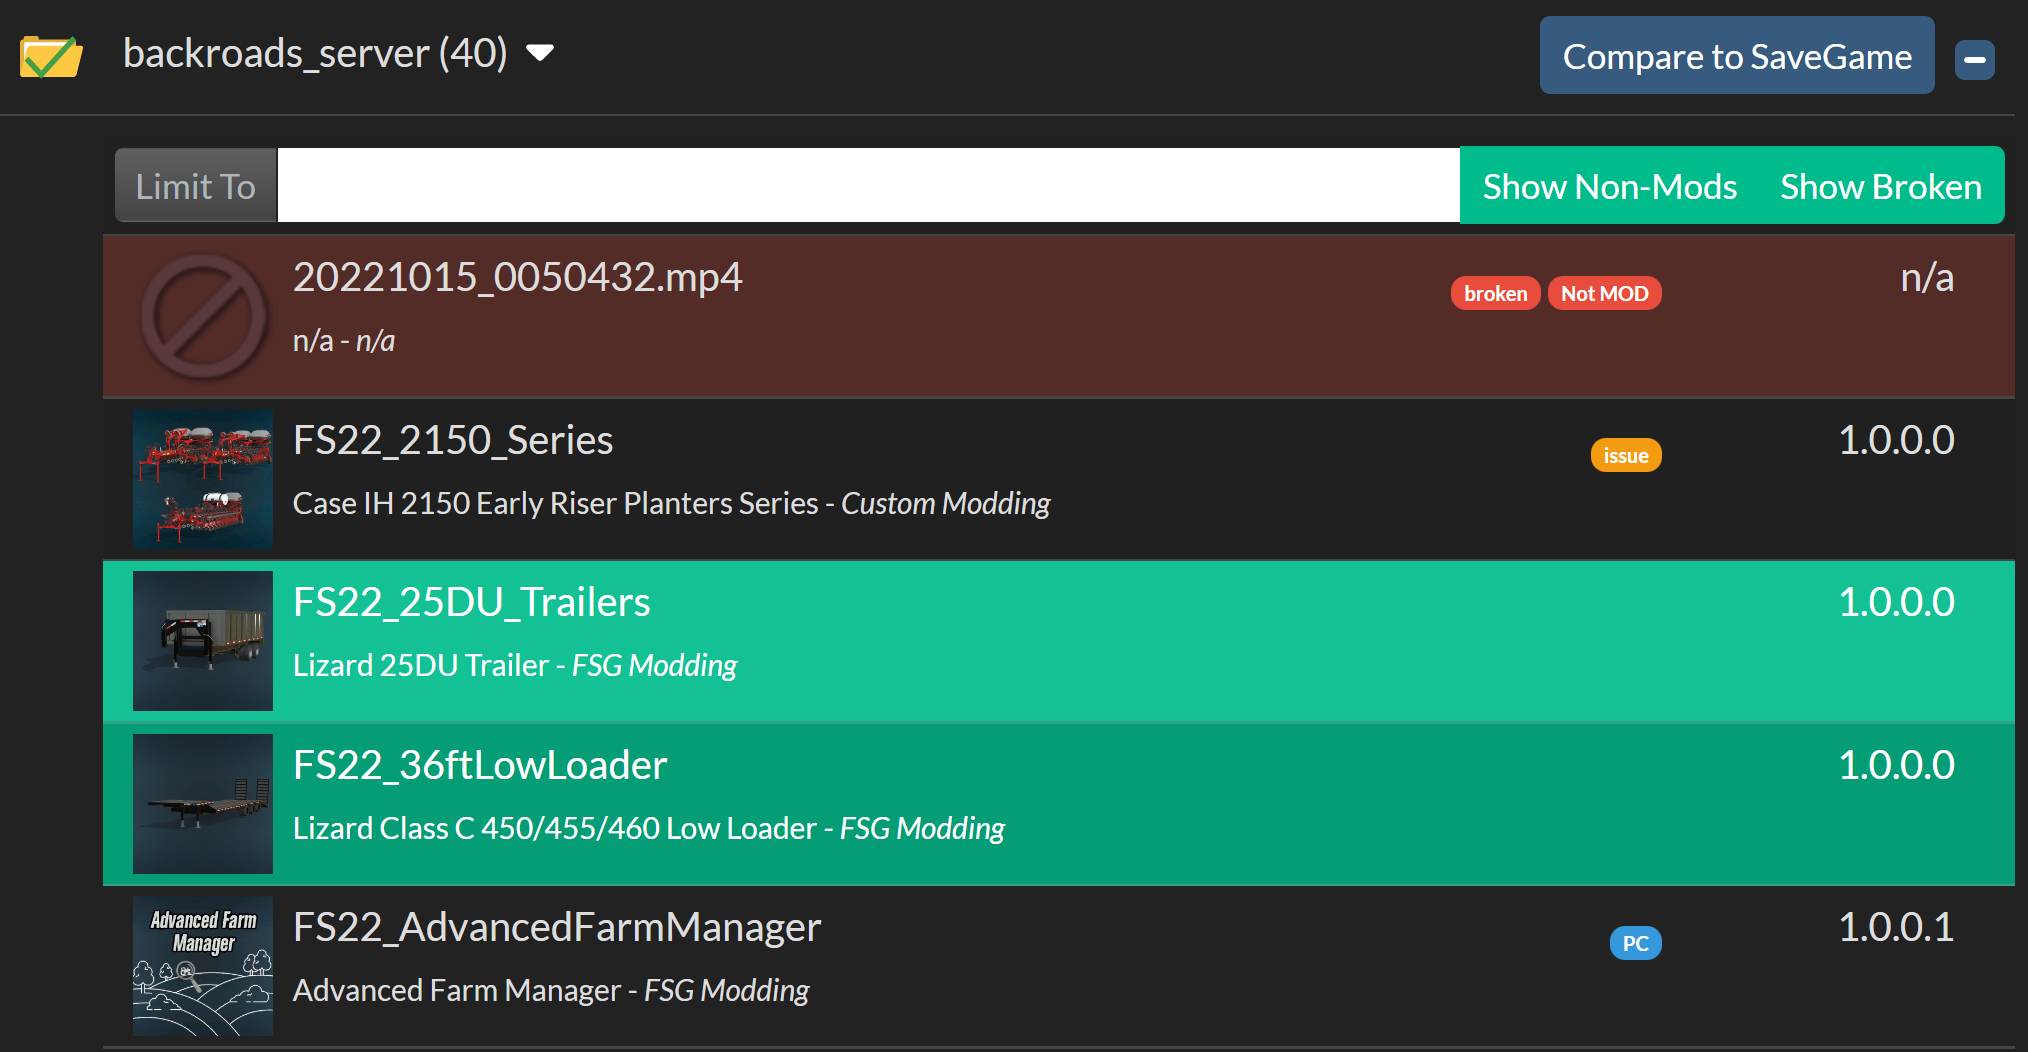 backroads_server (40)
Compare to SaveGame
Limit To
Show Non-Mods
Show Broken
20221015_0050432.mp4
broken
Not MOD
n/a
n/a - n/a
FS22_2150_Series
issue
1.0.0.0
Case IH 2150 Early Riser Planters Series - Custom Modding
FS22_25DU_Trailers
1.0.0.0
Lizard 25DU Trailer - FSG Modding
FS22_36ftLowLoader
1.0.0.0
Lizard Class C 450/455/460 Low Loader - FSG Modding
Advanced Farm
Manager
FS22_AdvancedFarmManager
PC
1.0.0.1
Advanced Farm Manager - FSG Modding